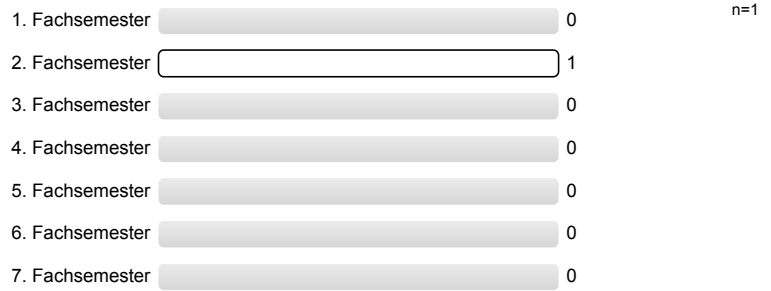 n=1
1. Fachsemester 0
2. Fachsemester 1
3. Fachsemester 0
4. Fachsemester 0
5. Fachsemester 0
6. Fachsemester 0
7. Fachsemester 0